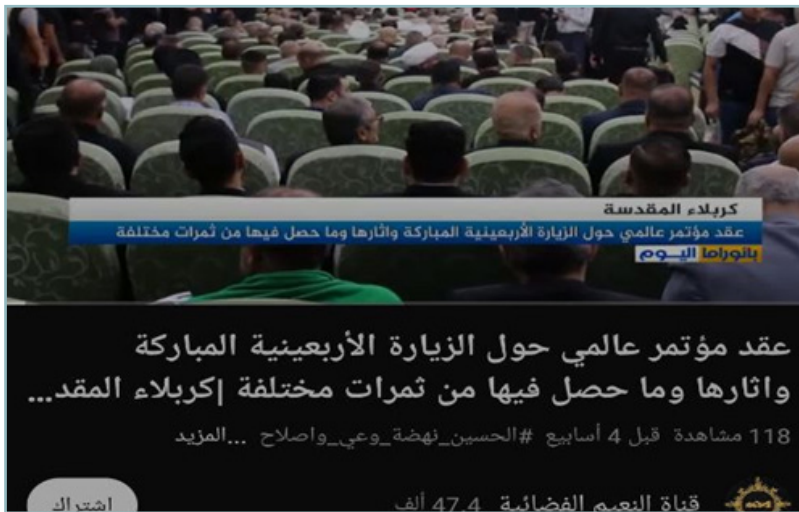 كربلاء المقدسة
عقد مؤتمر عالمي حول الزيارة الأربعينية المباركة واثارها وما حصل فيها من ثمرات مختلفة
بانوراما اليـــوم
عقد مؤتمر عالمي حول الزيارة الأربعينية المباركة
واثارها وما حصل فيها من ثمرات مختلفة |كربلاء المقد...
118 مشاهدة قبل 4 أسابيع #الحسين_نهضة_وعي_واصلاح ...المزيد
قناة النعيم الفضائية 47.4 ألف
اشتراك